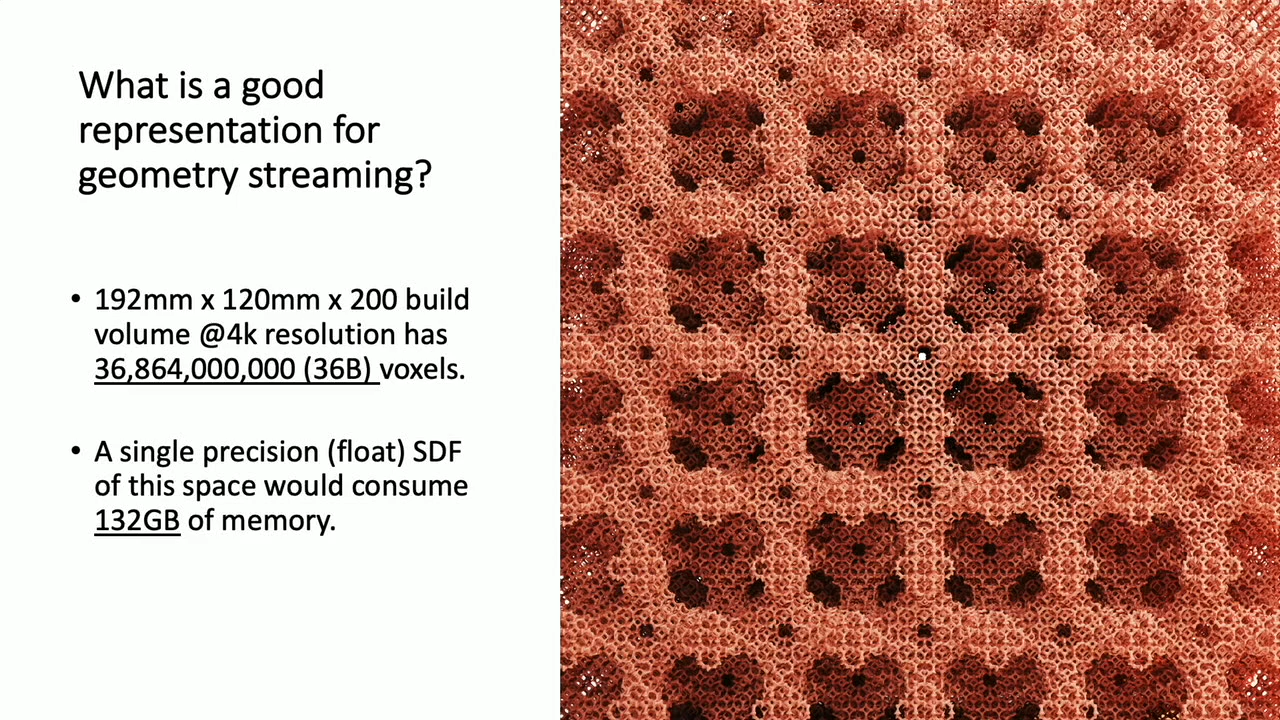 What is a good
representation for
geometry streaming?
• 192mm x 120mm x 200 build
volume @4k resolution has
36,864,000,000 (36B) voxels.
• A single precision (float) SDF
of this space would consume
132GB of memory.